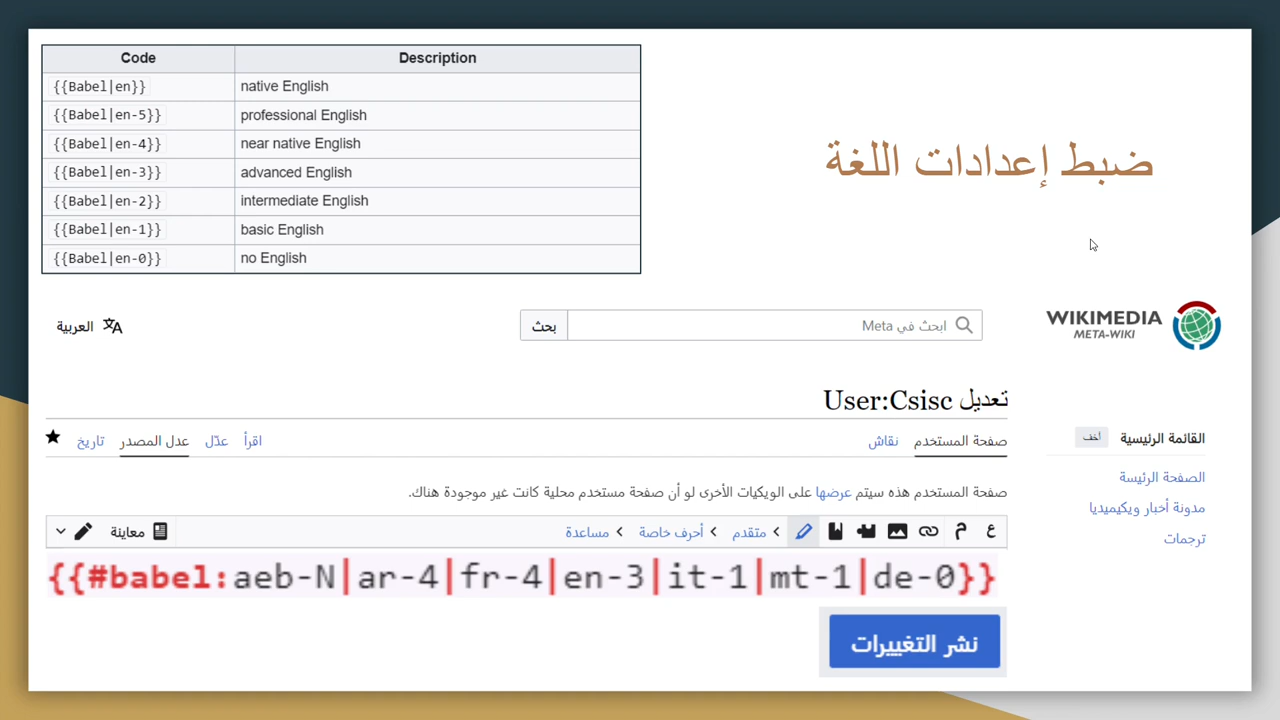 Code Description
{{Babel|en}} native English
{{Babel|en-5}} professional English
{{Babel|en-4}} near native English
{{Babel|en-3}} advanced English
{{Babel|en-2}} intermediate English
{{Babel|en-1}} basic English
{{Babel|en-0}} no English
ضبط إعدادات اللغة
WIKIMEDIA
META-WIKI
ابحث في Meta
بحث
العربية
القائمة الرئيسية أخف
الصفحة الرئيسة
مدونة أخبار ويكيميديا
ترجمات
تعديل User:Csisc
صفحة المستخدم نقاش اقرأ عدّل عدل المصدر تاريخ
صفحة المستخدم هذه سيتم عرضها على الويكيات الأخرى لو أن صفحة مستخدم محلية كانت غير موجودة هناك.
ع م متقدم أحرف خاصة مساعدة معاينة
{{#babel:aeb-N|ar-4|fr-4|en-3|it-1|mt-1|de-0}}
نشر التغييرات